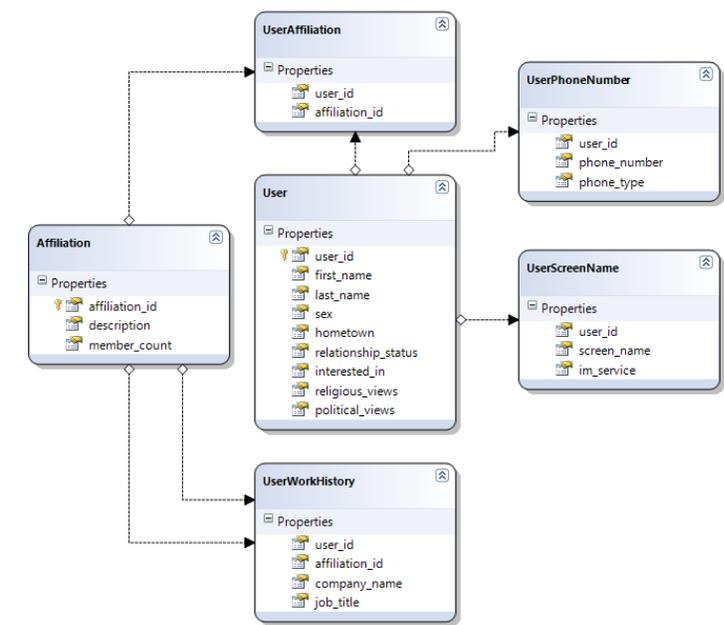 UserAffiliation
Properties
user_id
affiliation_id
UserPhoneNumber
Properties
user_id
phone_number
phone_type
User
Properties
user_id
first_name
last_name
sex
hometown
relationship_status
interested_in
religious_views
political_views
Affiliation
Properties
affiliation_id
description
member_count
UserScreenName
Properties
user_id
screen_name
im_service
UserWorkHistory
Properties
user_id
affiliation_id
company_name
job_title